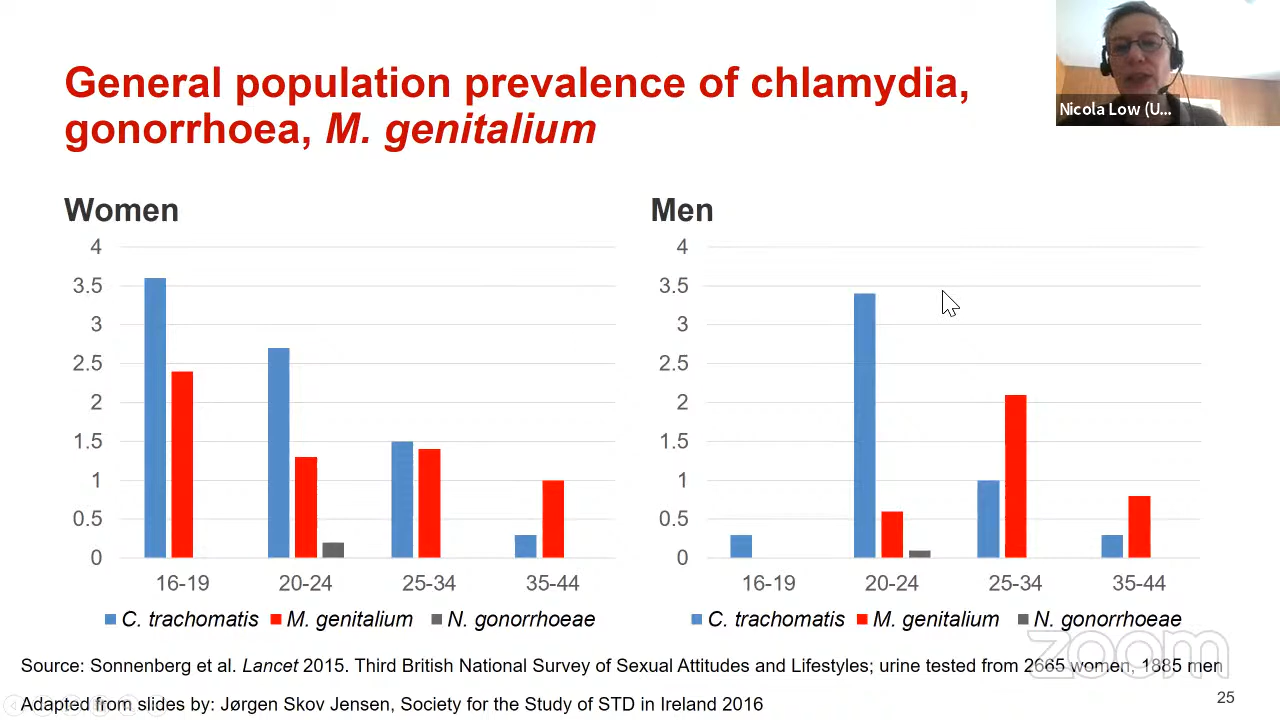 General population prevalence of chlamydia,
gonorrhoea, M. genitalium
Nicola Low (U...
Women
4
3.5
3
2.5
2
1.5
1
0.5
0
16-19 20-24 25-34 35-44
C. trachomatis M. genitalium N. gonorrhoeae
Men
4
3.5
3
2.5
2
1.5
1
0.5
0
16-19 20-24 25-34 35-44
C. trachomatis M. genitalium N. gonorrhoeae
zoom
Source: Sonnenberg et al. Lancet 2015. Third British National Survey of Sexual Attitudes and Lifestyles; urine tested from 2665 women, 1885 men
Adapted from slides by: Jørgen Skov Jensen, Society for the Study of STD in Ireland 2016
25